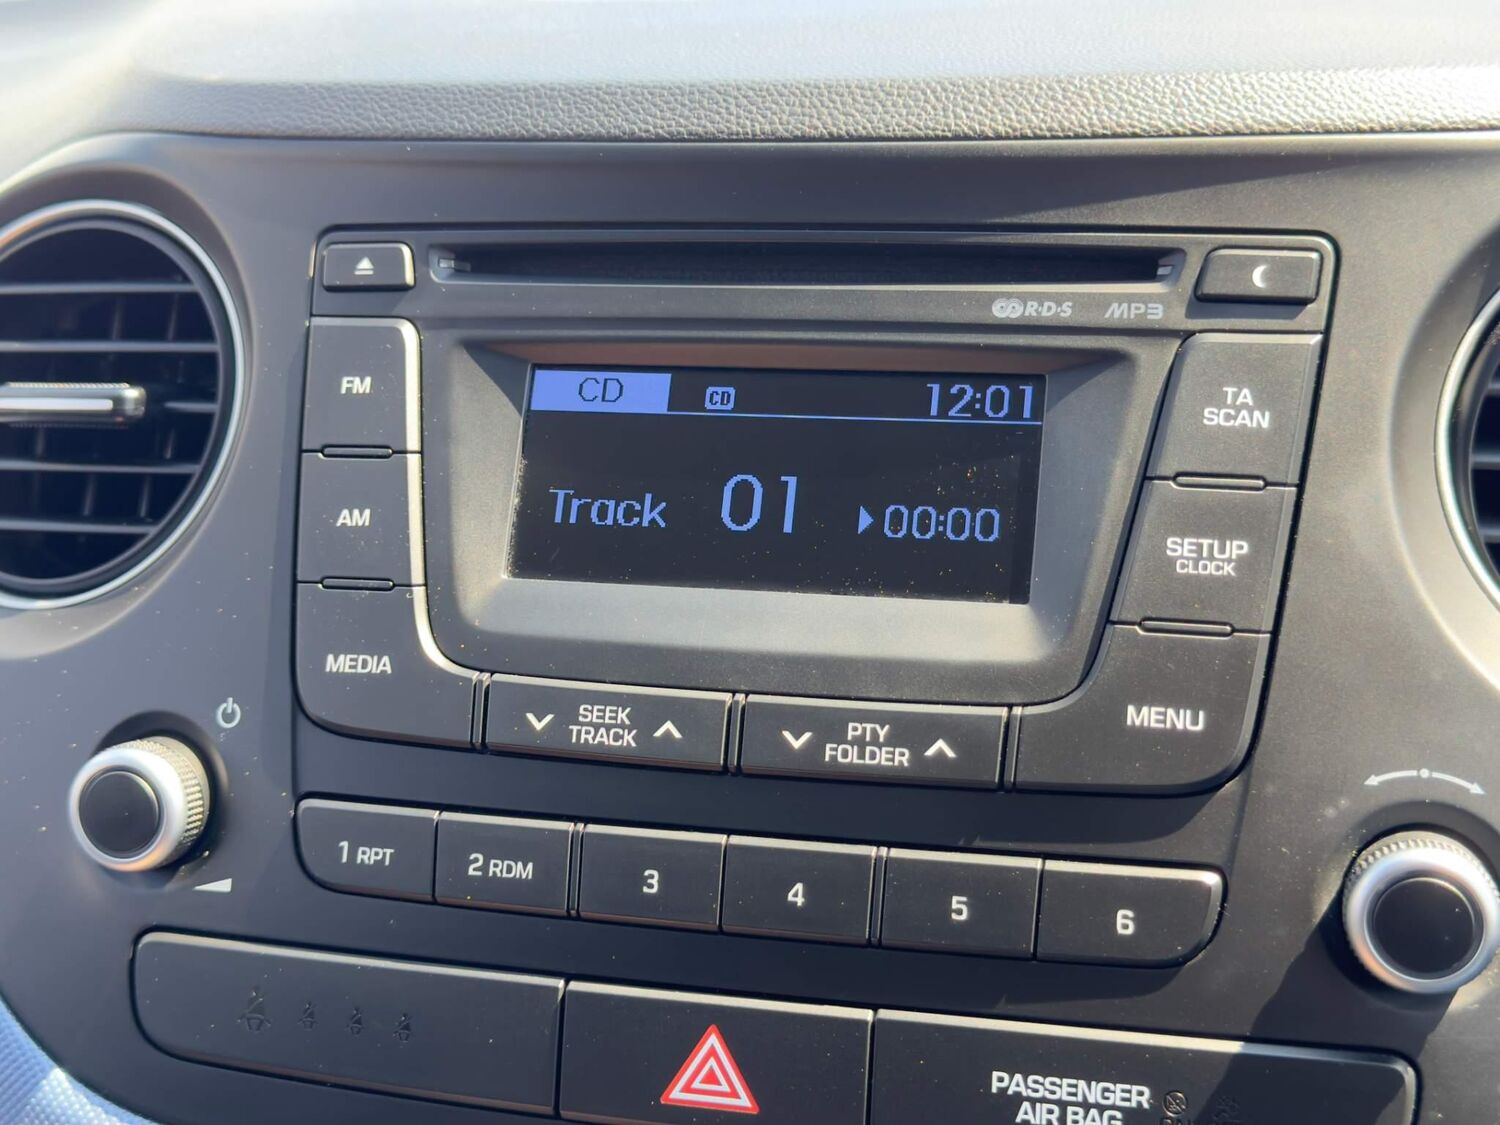 R·D·S MP3
FM
CD CD 12:01
TA
SCAN
AM
Track 01 00:00
SETUP
CLOCK
MEDIA
SEEK
TRACK
PTY
FOLDER
MENU
1 RPT
2 RDM
3
4
5
6
PASSENGER
AIR BAG